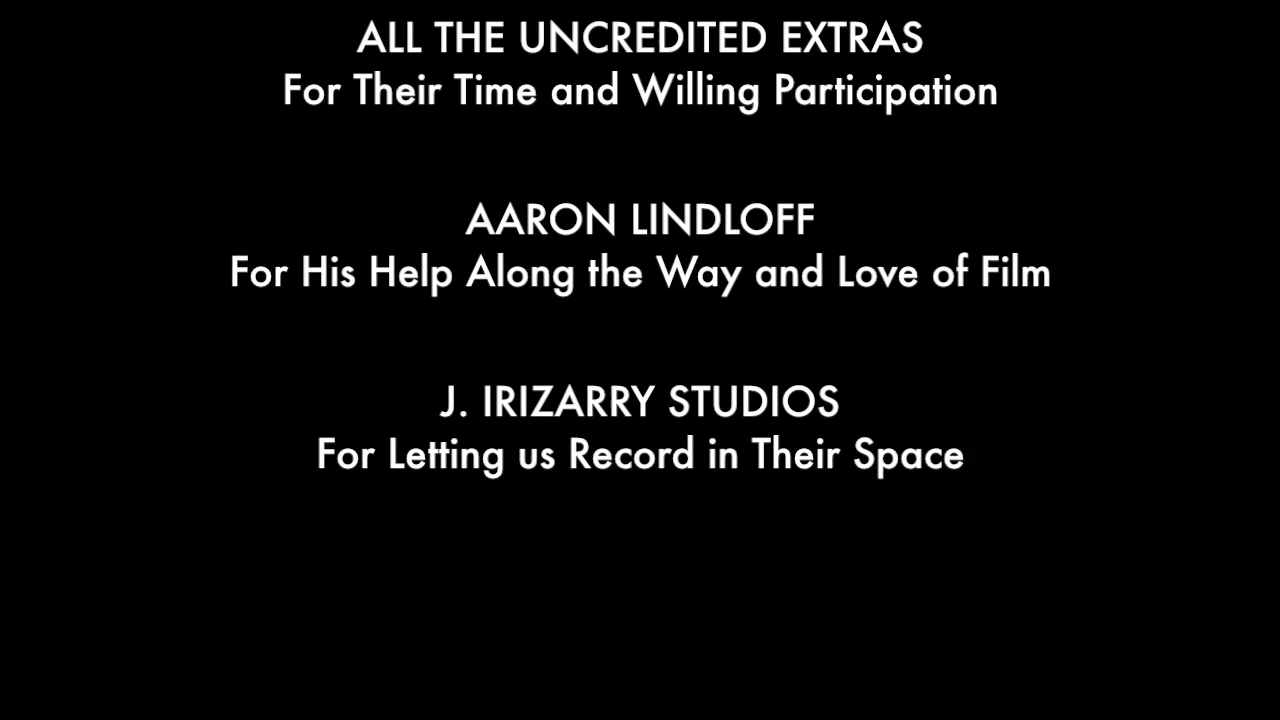 ALL THE UNCREDITED EXTRAS
For Their Time and Willing Participation
AARON LINDLOFF
For His Help Along the Way and Love of Film
J. IRIZARRY STUDIOS
For Letting us Record in Their Space